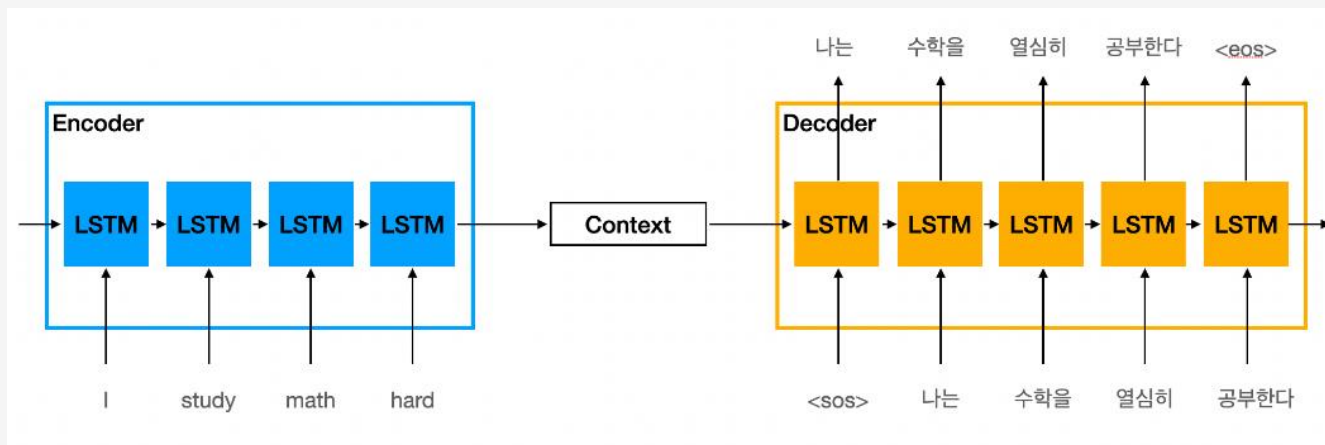 나는 수학을 열심히 공부한다 <eos>
Encoder
Decoder
LSTM LSTM LSTM LSTM
Context
LSTM LSTM LSTM LSTM LSTM
I study math hard
<sos> 나는 수학을 열심히 공부한다